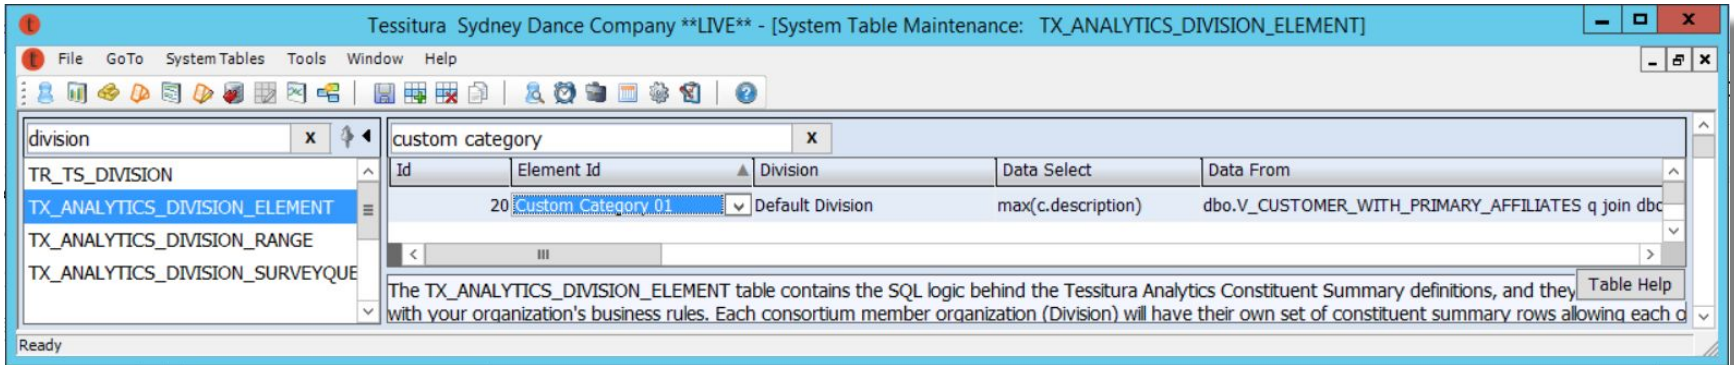 Tessitura Sydney Dance Company **LIVE** - [System Table Maintenance: TX_ANALYTICS_DIVISION_ELEMENT]
File GoTo System Tables Tools Window Help
division x custom category x
Id Element Id Division Data Select Data From
TR_TS_DIVISION
TX_ANALYTICS_DIVISION_ELEMENT 20 Custom Category 01 Default Division max(c.description) dbo.V_CUSTOMER_WITH_PRIMARY_AFFILIATES q join dbo
TX_ANALYTICS_DIVISION_RANGE
TX_ANALYTICS_DIVISION_SURVEYQUE
The TX_ANALYTICS_DIVISION_ELEMENT table contains the SQL logic behind the Tessitura Analytics Constituent Summary definitions, and they Table Help
with your organization's business rules. Each consortium member organization (Division) will have their own set of constituent summary rows allowing each o
Ready